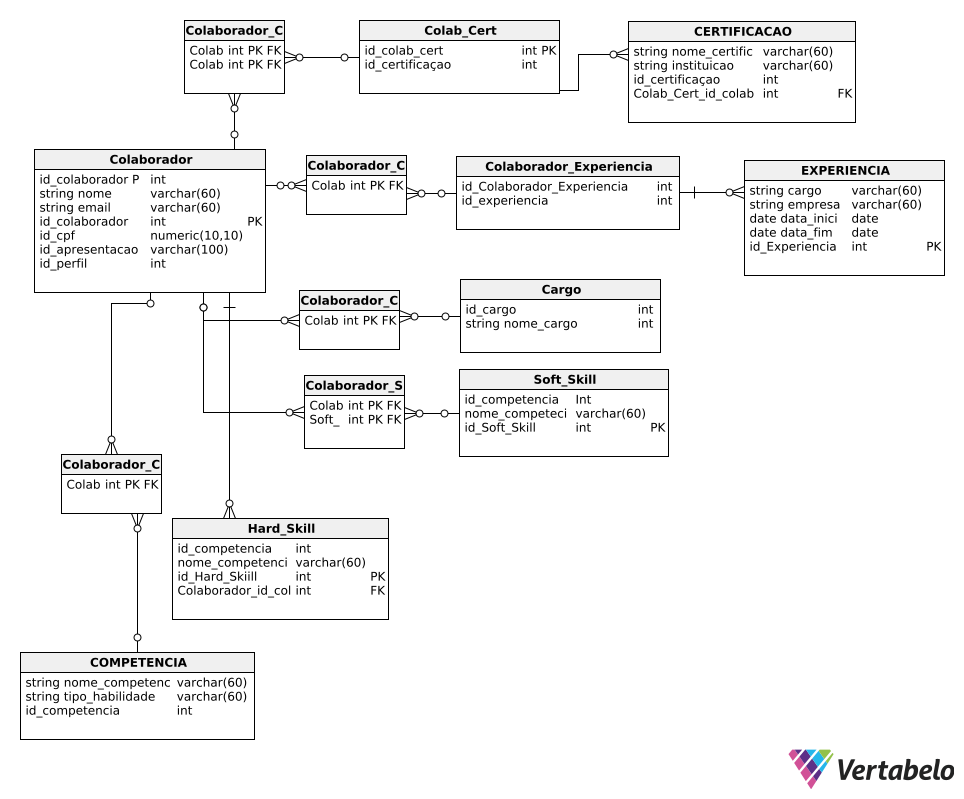 Colaborador_C
Colab int PK FK
Colab int PK FK
Colab_Cert
id_colab_cert int PK
id_certificaçao int
CERTIFICACAO
string nome_certific varchar(60)
string instituicao varchar(60)
id_certificaçao int
Colab_Cert_id_colab int FK
Colaborador
id_colaborador P int
string nome varchar(60)
string email varchar(60)
id_colaborador int PK
id_cpf numeric(10,10)
id_apresentacao varchar(100)
id_perfil int
Colaborador_C
Colab int PK FK
Colaborador_Experiencia
id_Colaborador_Experiencia int
id_experiencia int
EXPERIENCIA
string cargo varchar(60)
string empresa varchar(60)
date data_inici date
date data_fim date
id_Experiencia int PK
Colaborador_C
Colab int PK FK
Cargo
id_cargo int
string nome_cargo int
Colaborador_S
Colab int PK FK
Soft_ int PK FK
Soft_Skill
id_competencia Int
nome_competeci varchar(60)
id_Soft_Skill int PK
Colaborador_C
Colab int PK FK
Hard_Skill
id_competencia int
nome_competenci varchar(60)
id_Hard_Skiill int PK
Colaborador_id_col int FK
COMPETENCIA
string nome_competenc varchar(60)
string tipo_habilidade varchar(60)
id_competencia int
Vertabelo